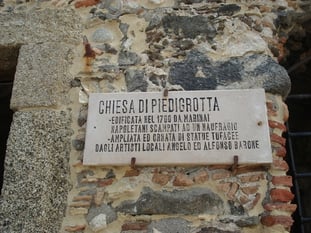 CHIESA DI PIEDIGROTTA
-EDIFICATA NEL 1700 DA MARINAI
NAPOLETANI SCAMPATI AD UN NAUFRAGIO
-AMPLIATA ED ORNATA DI STATUE TUFACEE
DAGLI ARTISTI LOCALI ANGELO ED ALFONSO BARONE